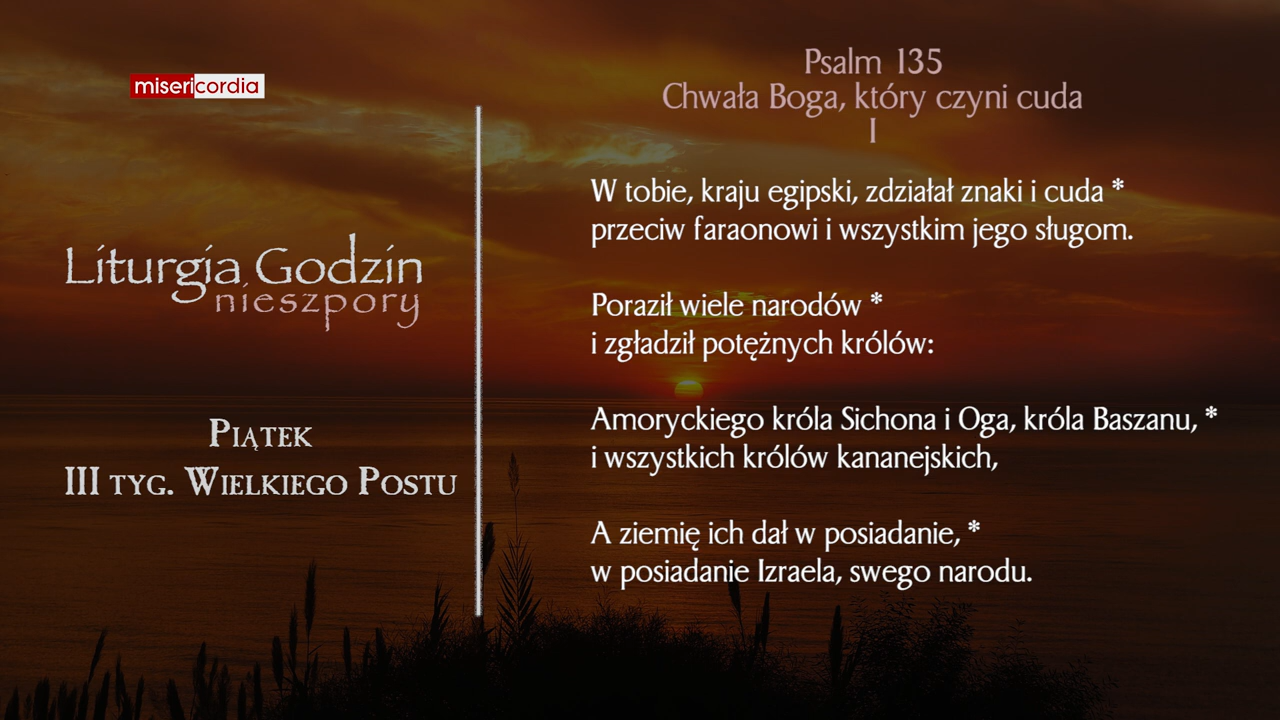 misericordia
Liturgia Godzin
nieszpory
Piątek
III tyg. Wielkiego Postu
Psalm 135
Chwała Boga, który czyni cuda
I
W tobie, kraju egipski, zdziałał znaki i cuda *
przeciw faraonowi i wszystkim jego sługom.
Poraził wiele narodów *
i zgładził potężnych królów:
Amoryckiego króla Sichona i Oga, króla Baszanu, *
i wszystkich królów kananejskich,
A ziemię ich dał w posiadanie, *
w posiadanie Izraela, swego narodu.